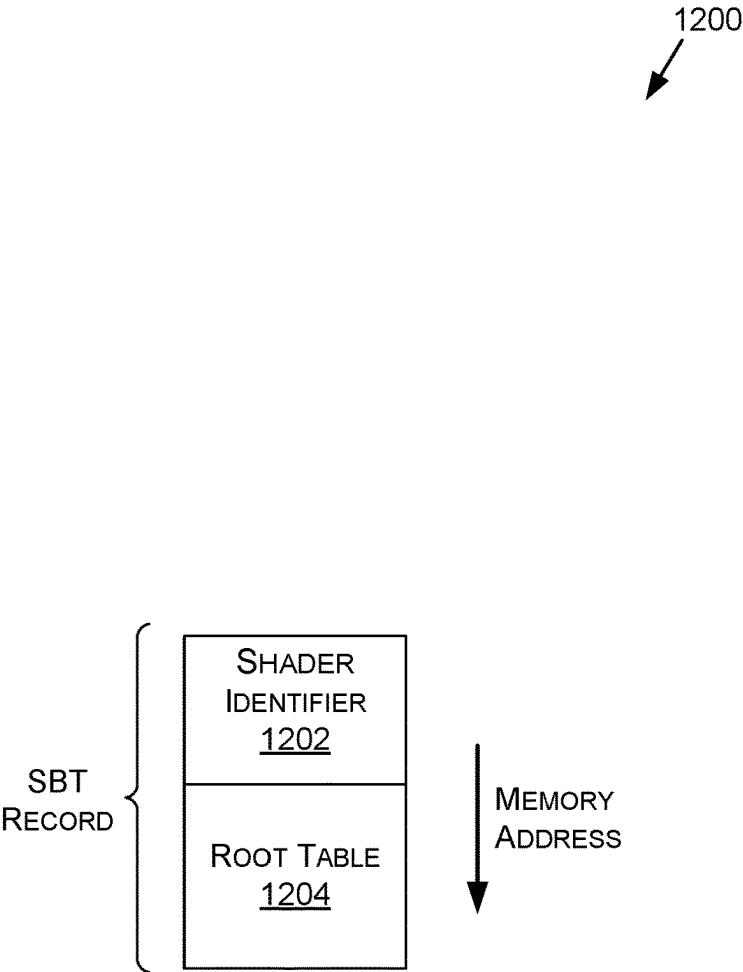 1200
SHADER
IDENTIFIER
1202
SBT
RECORD
ROOT TABLE
1204
MEMORY
ADDRESS